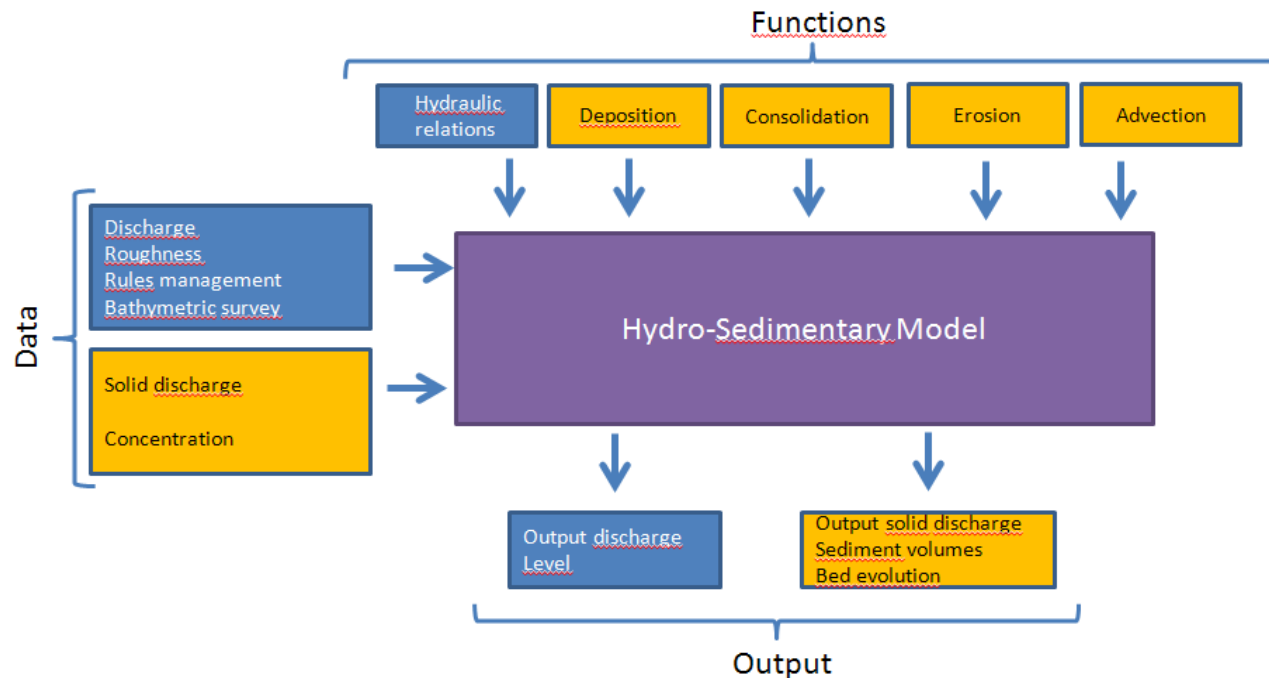 Functions
Hydraulic
relations
Deposition
Consolidation
Erosion
Advection
Data
Discharge
Roughness
Rules management
Bathymetric survey
Solid discharge
Concentration
Hydro-Sedimentary Model
Output discharge
Level
Output solid discharge
Sediment volumes
Bed evolution
Output